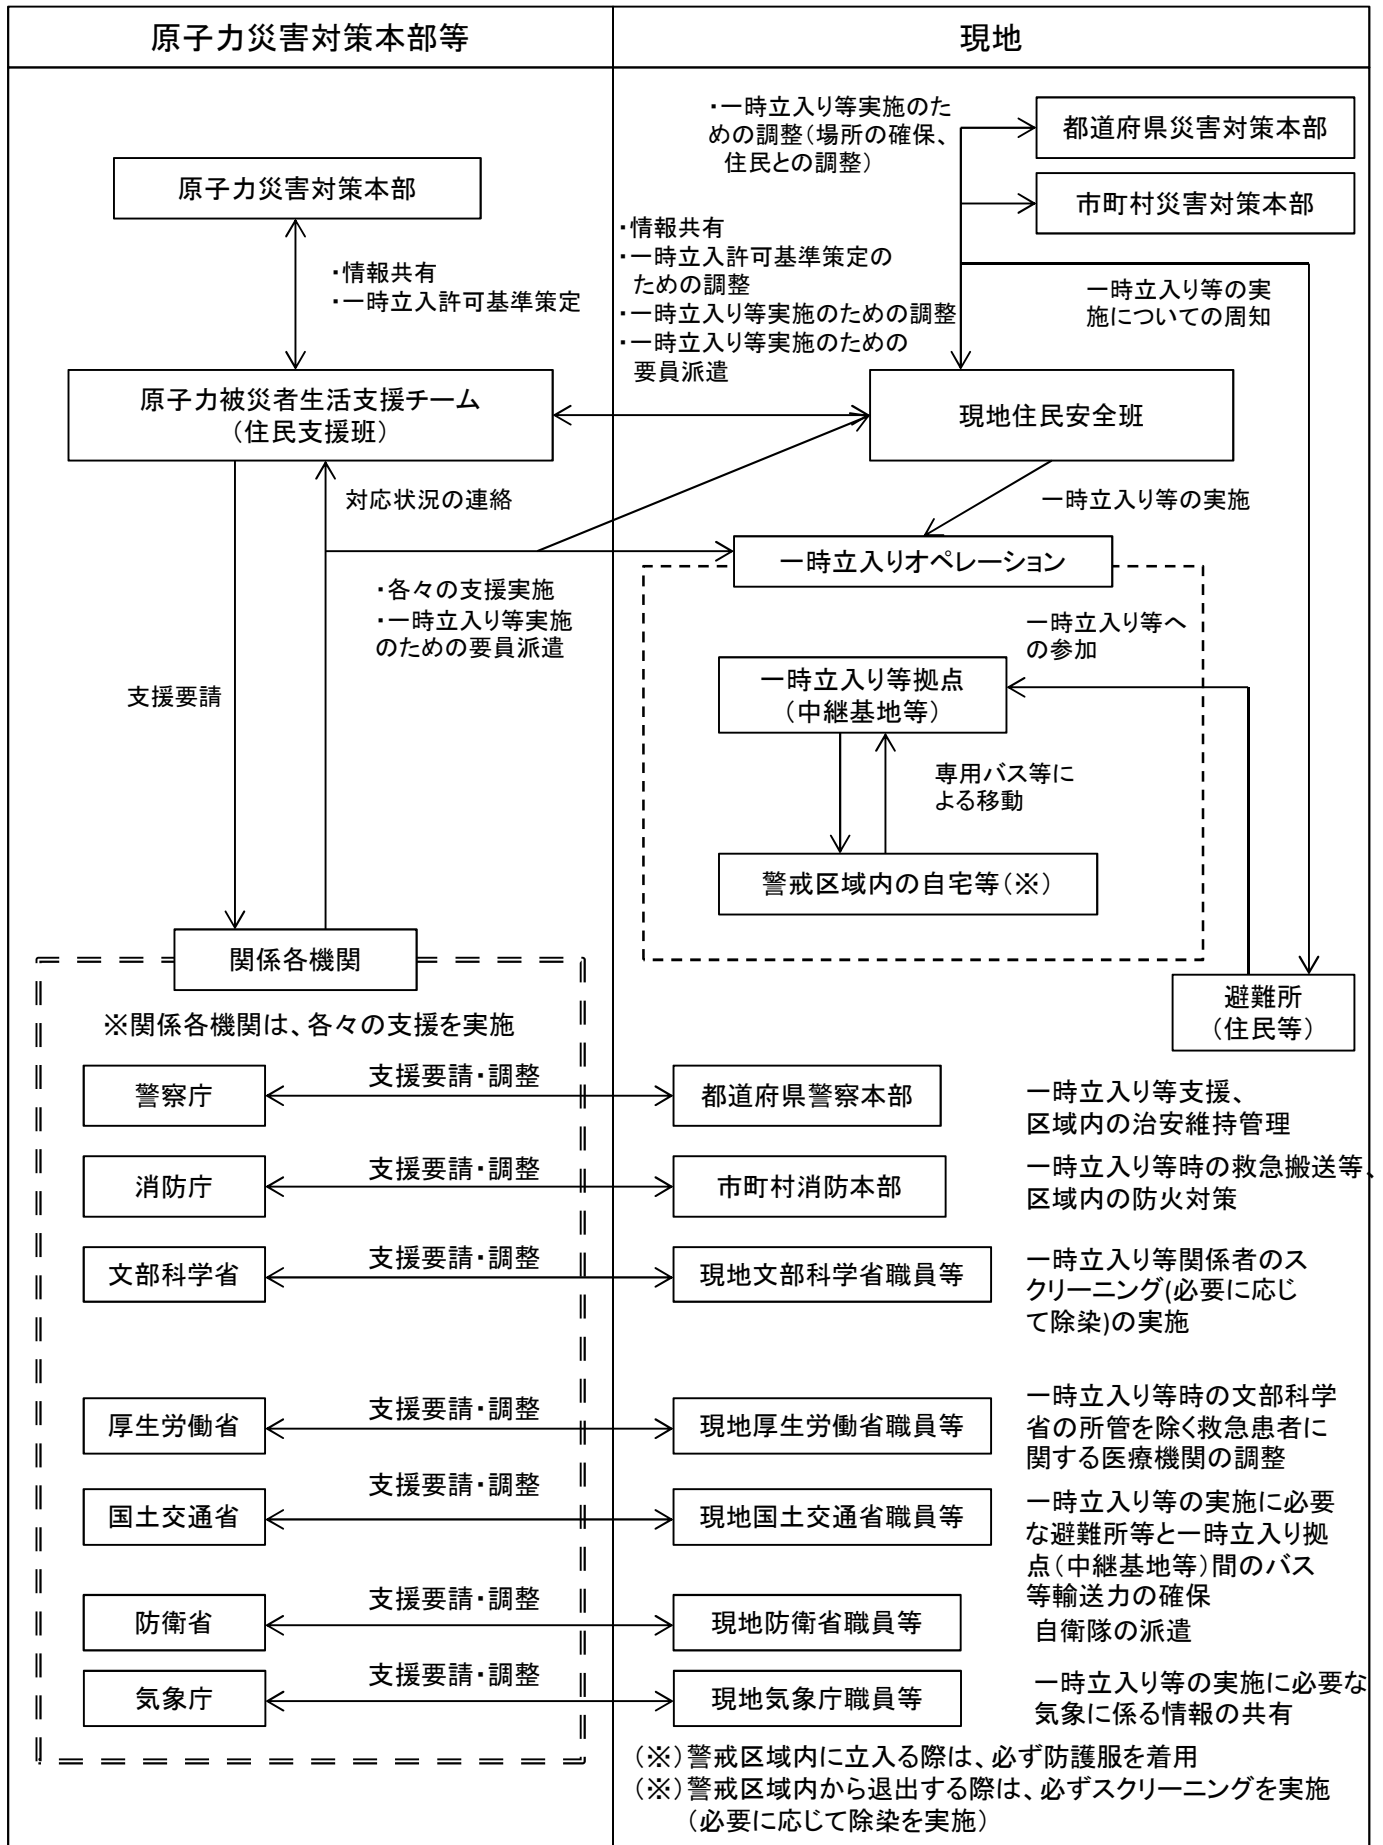 原子力災害対策本部等
現地
原子力災害対策本部
・情報共有
・一時立入許可基準策定
原子力被災者生活支援チーム
（住民支援班）
対応状況の連絡
・各々の支援実施
・一時立入り等実施
のための要員派遣
支援要請
・一時立入り等実施のた
めの調整（場所の確保、
住民との調整）
都道府県災害対策本部
市町村災害対策本部
・情報共有
・一時立入許可基準策定の
ための調整
・一時立入り等実施のための調整
・一時立入り等実施のための
要員派遣
一時立入り等の実
施についての周知
現地住民安全班
一時立入り等の実施
一時立入りオペレーション
一時立入り等へ
の参加
一時立入り等拠点
（中継基地等）
専用バス等に
よる移動
警戒区域内の自宅等（※）
避難所
（住民等）
関係各機関
※関係各機関は、各々の支援を実施
警察庁
支援要請・調整
都道府県警察本部
一時立入り等支援、
区域内の治安維持管理
消防庁
支援要請・調整
市町村消防本部
一時立入り等時の救急搬送等、
区域内の防火対策
文部科学省
支援要請・調整
現地文部科学省職員等
一時立入り等関係者のス
クリーニング(必要に応じ
て除染)の実施
厚生労働省
支援要請・調整
現地厚生労働省職員等
一時立入り等時の文部科学
省の所管を除く救急患者に
関する医療機関の調整
国土交通省
支援要請・調整
現地国土交通省職員等
一時立入り等の実施に必要
な避難所等と一時立入り拠
点（中継基地等）間のバス
等輸送力の確保
防衛省
支援要請・調整
現地防衛省職員等
自衛隊の派遣
気象庁
支援要請・調整
現地気象庁職員等
一時立入り等の実施に必要な
気象に係る情報の共有
（※）警戒区域内に立入る際は、必ず防護服を着用
（※）警戒区域内から退出する際は、必ずスクリーニングを実施
（必要に応じて除染を実施）